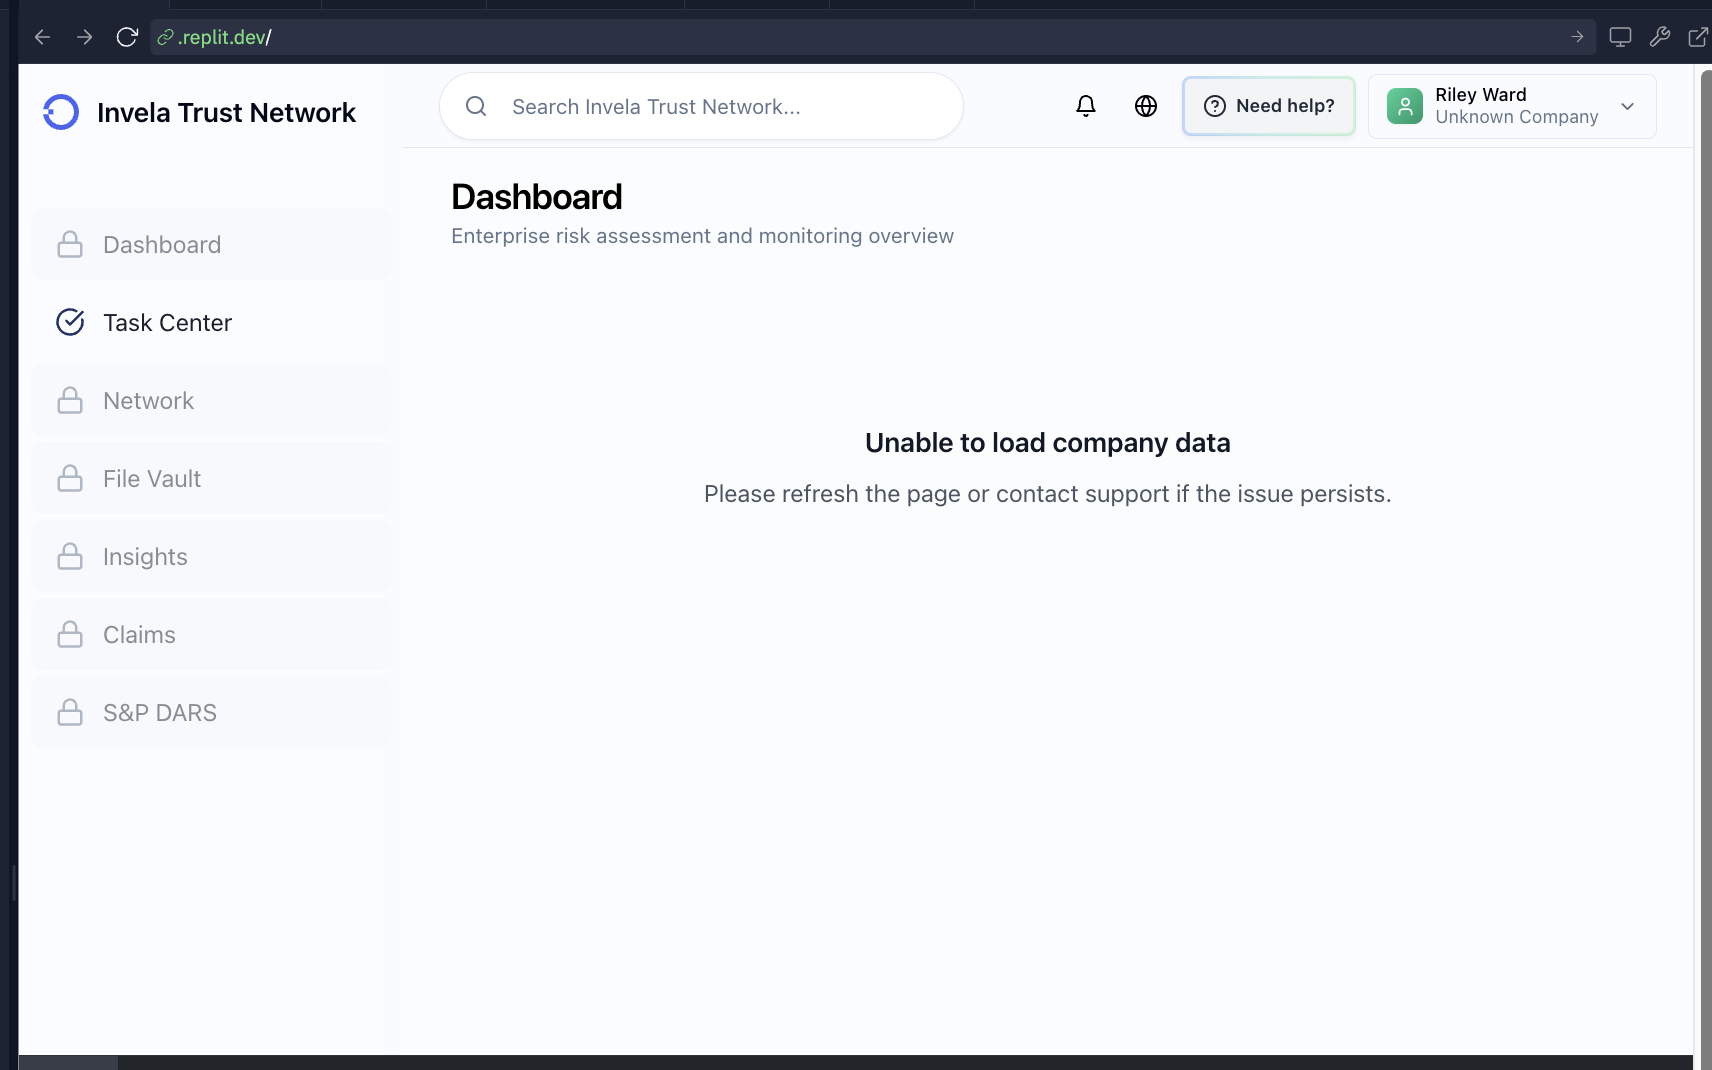 .replit.dev/
Invela Trust Network
Search Invela Trust Network...
Need help?
Riley Ward
Unknown Company
Dashboard
Task Center
Network
File Vault
Insights
Claims
S&P DARS
Dashboard
Enterprise risk assessment and monitoring overview
Unable to load company data
Please refresh the page or contact support if the issue persists.